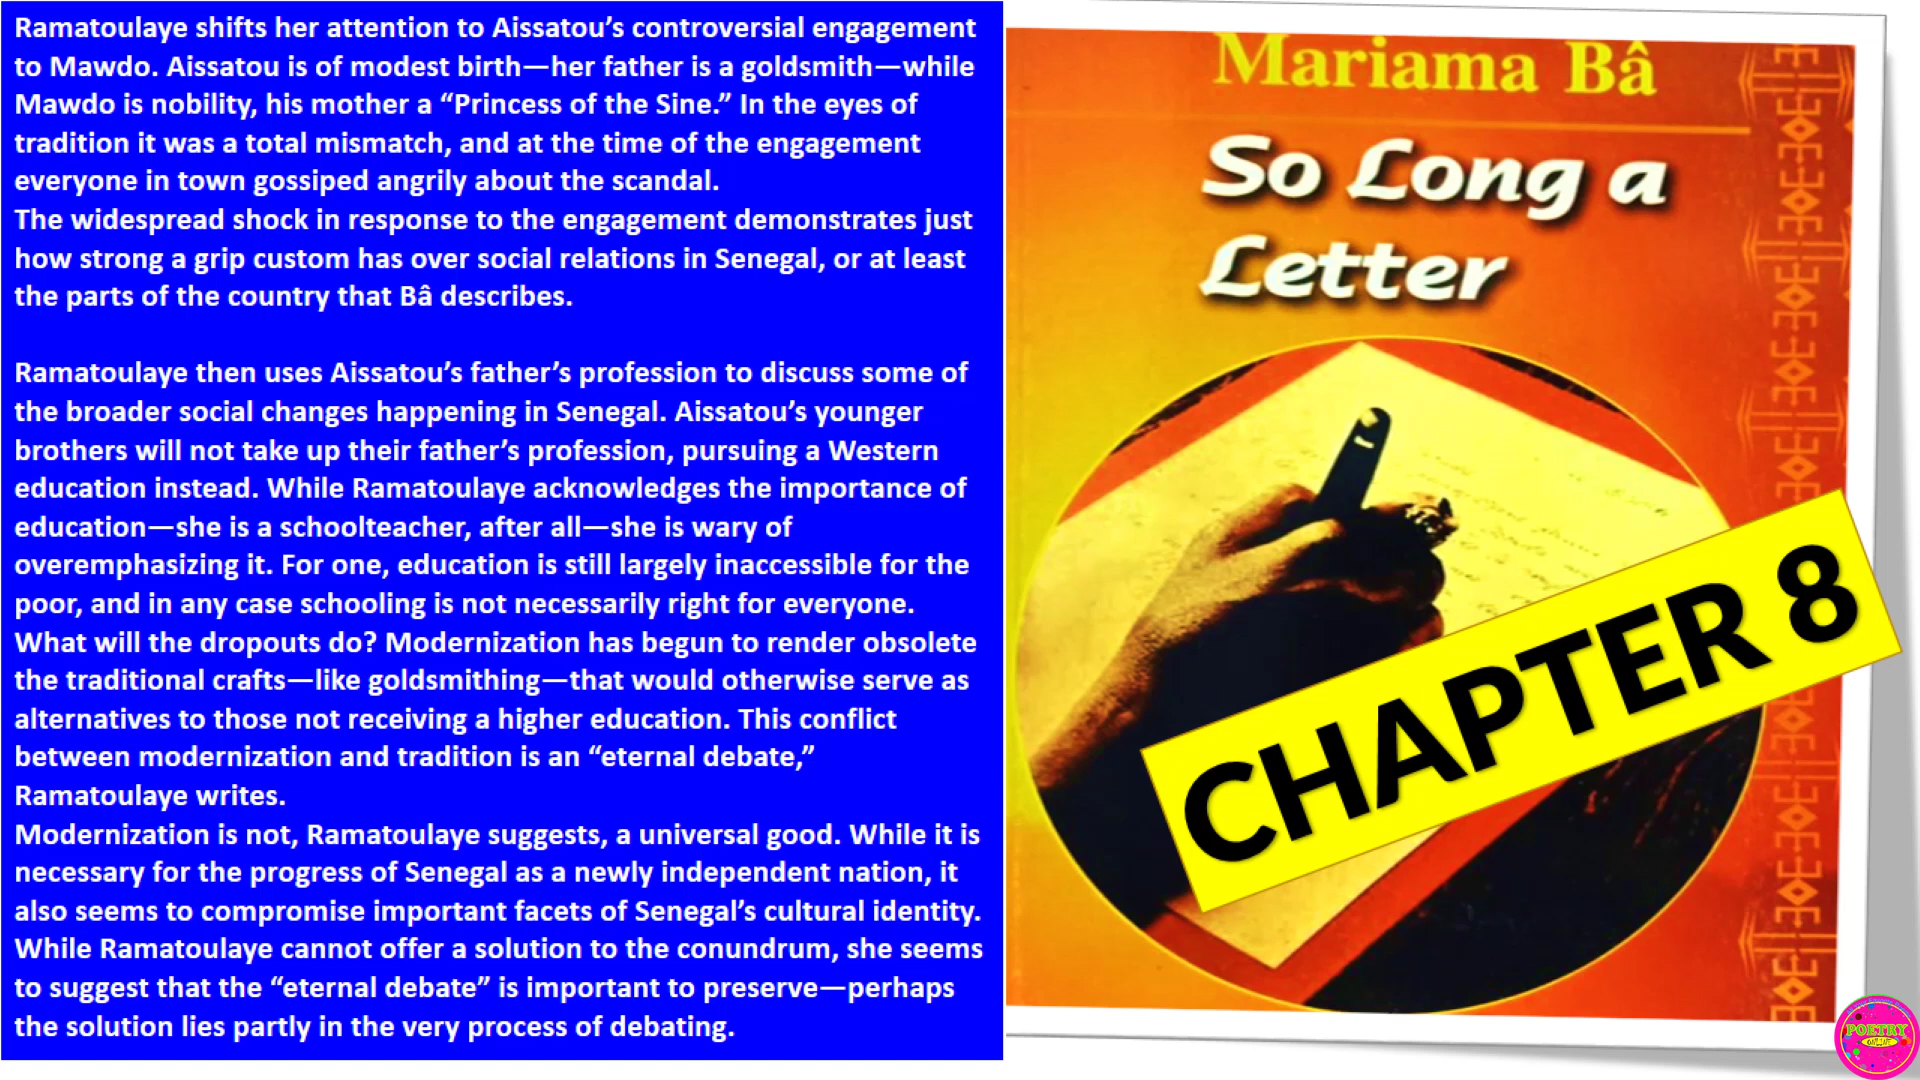 Ramatoulaye shifts her attention to Aissatou’s controversial engagement
to Mawdo. Aissatou is of modest birth—her father is a goldsmith—while
Mawdo is nobility, his mother a “Princess of the Sine.” In the eyes of
tradition it was a total mismatch, and at the time of the engagement
everyone in town gossiped angrily about the scandal.
The widespread shock in response to the engagement demonstrates just
how strong a grip custom has over social relations in Senegal, or at least
the parts of the country that Bâ describes.
Ramatoulaye then uses Aissatou’s father’s profession to discuss some of
the broader social changes happening in Senegal. Aissatou’s younger
brothers will not take up their father’s profession, pursuing a Western
education instead. While Ramatoulaye acknowledges the importance of
education—she is a schoolteacher, after all—she is wary of
overemphasizing it. For one, education is still largely inaccessible for the
poor, and in any case schooling is not necessarily right for everyone.
What will the dropouts do? Modernization has begun to render obsolete
the traditional crafts—like goldsmithing—that would otherwise serve as
alternatives to those not receiving a higher education. This conflict
between modernization and tradition is an “eternal debate,”
Ramatoulaye writes.
Modernization is not, Ramatoulaye suggests, a universal good. While it is
necessary for the progress of Senegal as a newly independent nation, it
also seems to compromise important facets of Senegal’s cultural identity.
While Ramatoulaye cannot offer a solution to the conundrum, she seems
to suggest that the “eternal debate” is important to preserve—perhaps
the solution lies partly in the very process of debating.
Mariama Bâ
So Long a
Letter
CHAPTER 8
POETRY
ONLINE